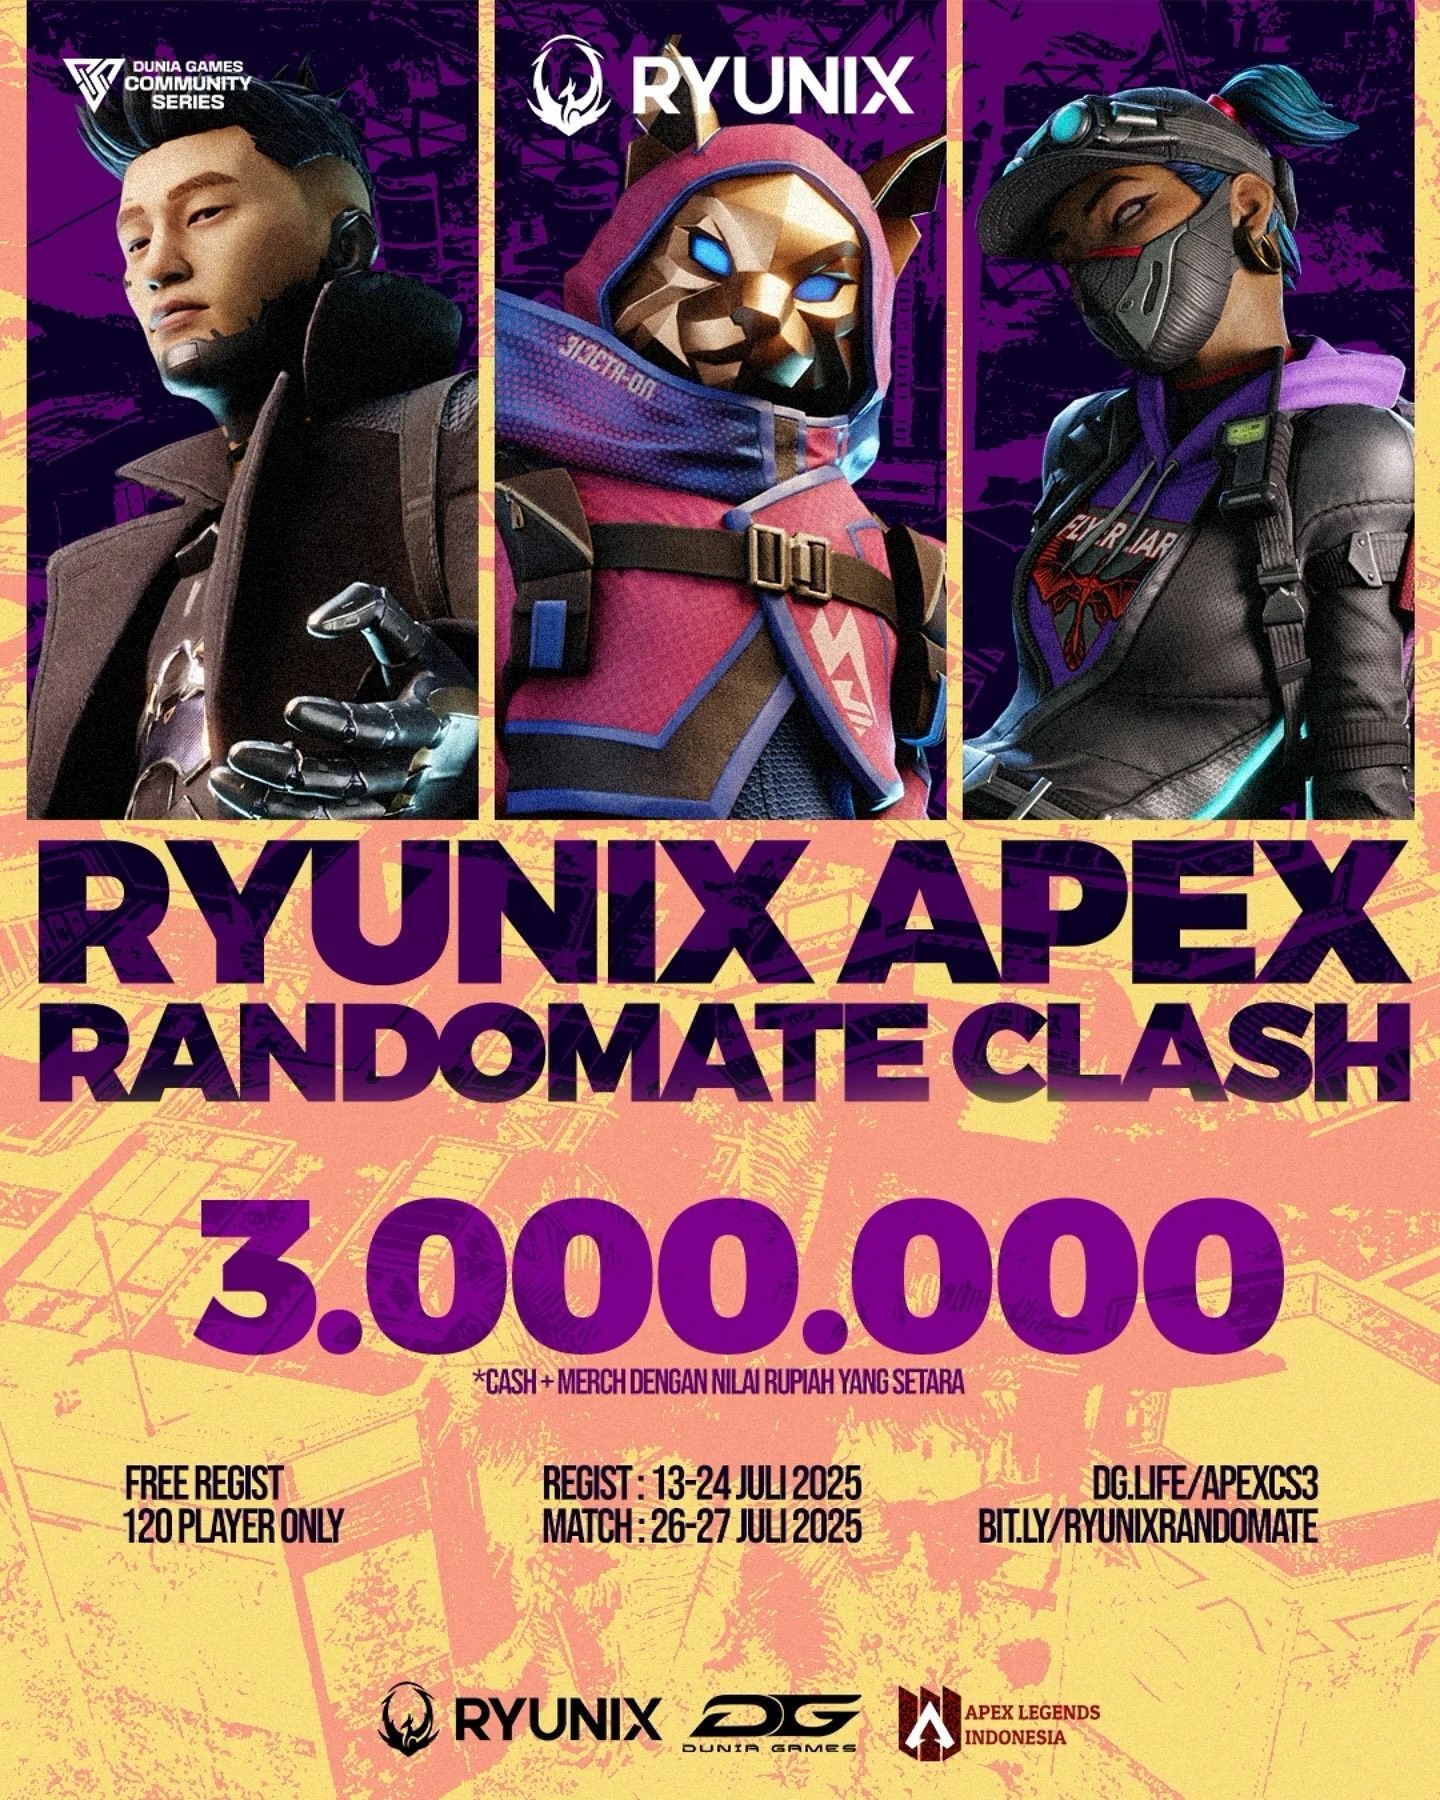 DUNIA GAMES
COMMUNITY
SERIES
RYUNIX
RYUNIX APEX
RANDOMATE CLASH
3.000.000
*CASH + MERCH DENGAN NILAI RUPIAH YANG SETARA
FREE REGIST
120 PLAYER ONLY
REGIST : 13-24 JULI 2025
MATCH : 26-27 JULI 2025
DG.LIFE/APEXCS3
BIT.LY/RYUNIXRANDOMATE
RYUNIX
DG
DUNIA GAMES
APEX LEGENDS
INDONESIA